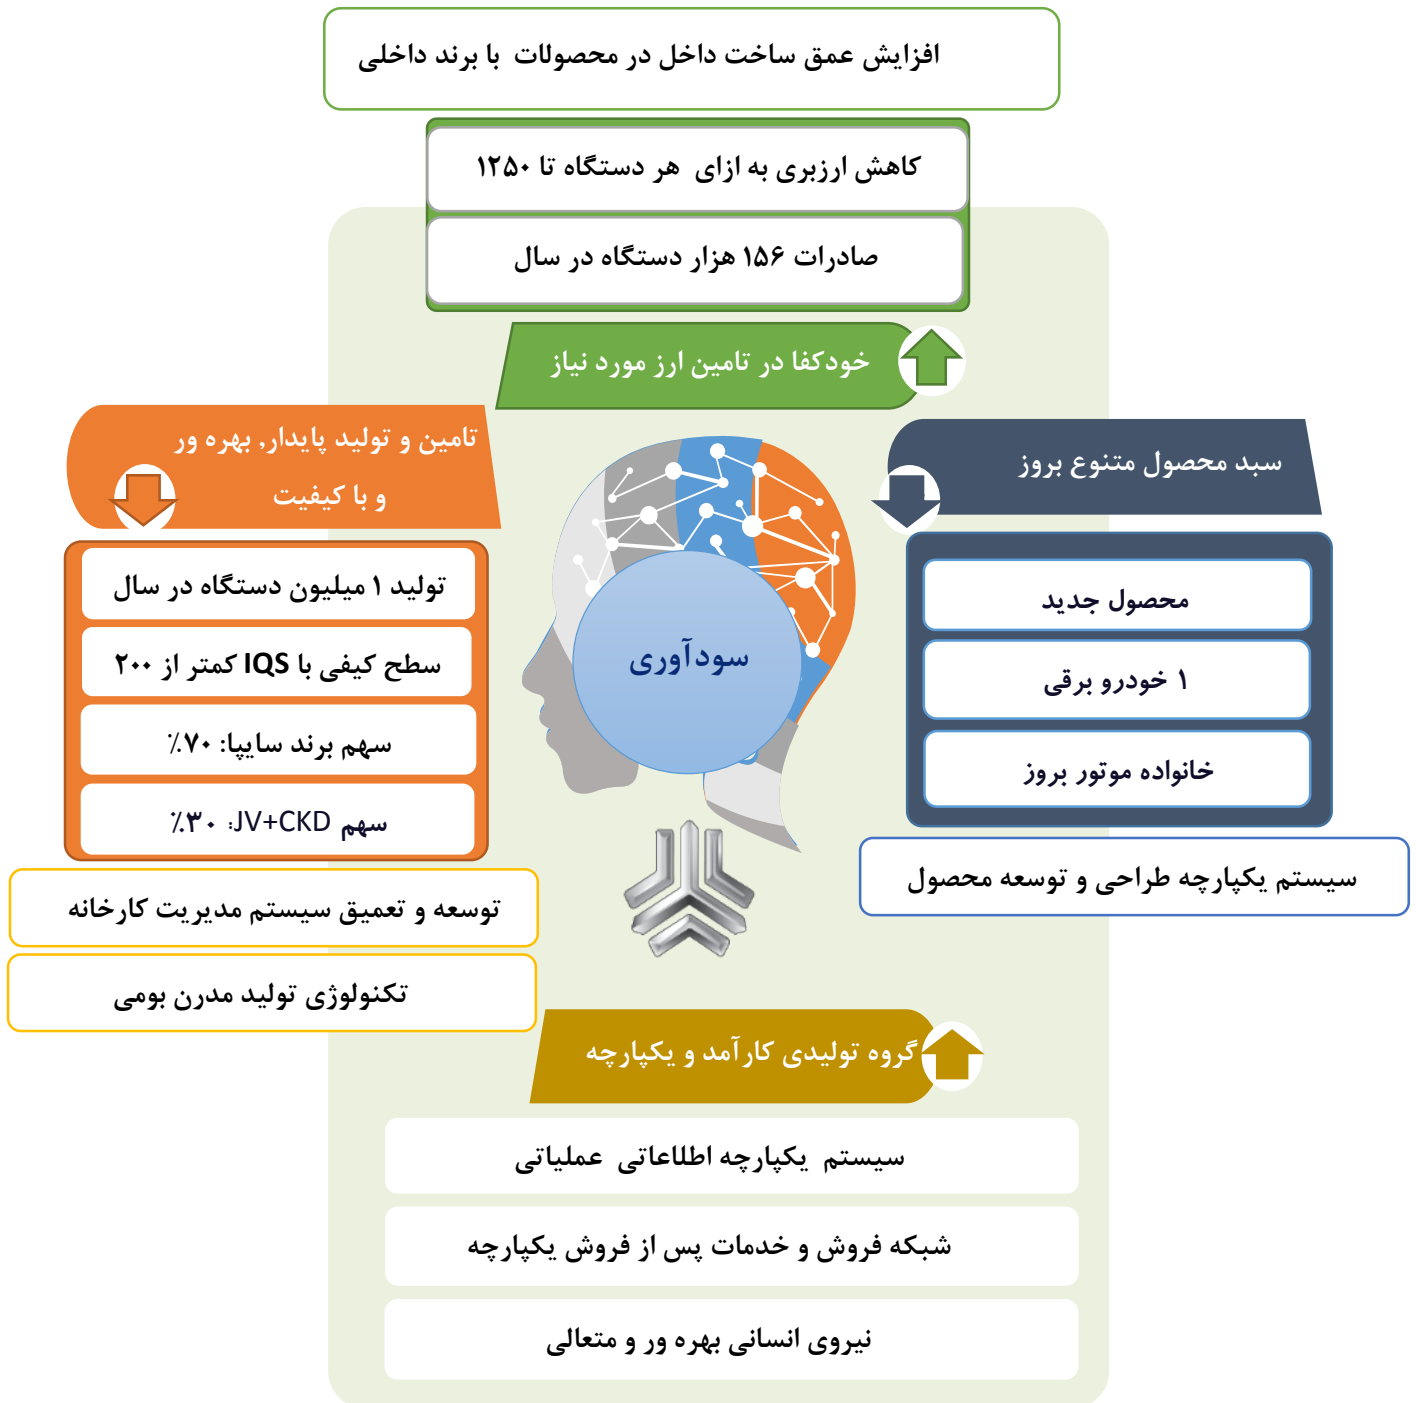 افزایش عمق ساخت داخل در محصولات با برند داخلی
کاهش ارزبری به ازای هر دستگاه تا ۱۲۵۰
صادرات ۱۵۶ هزار دستگاه در سال
خودکفا در تامین ارز مورد نیاز
سبد محصول متنوع بروز
محصول جدید
۱ خودرو برقی
خانواده موتور بروز
سیستم یکپارچه طراحی و توسعه محصول
سودآوری
تامین و تولید پایدار, بهره ور
و با کیفیت
تولید ۱ میلیون دستگاه در سال
سطح کیفی با IQS کمتر از ۲۰۰
سهم برند سایپا: ۷۰٪
سهم JV+CKD: ۳۰٪
توسعه و تعمیق سیستم مدیریت کارخانه
تکنولوژی تولید مدرن بومی
گروه تولیدی کارآمد و یکپارچه
سیستم یکپارچه اطلاعاتی عملیاتی
شبکه فروش و خدمات پس از فروش یکپارچه
نیروی انسانی بهره ور و متعالی